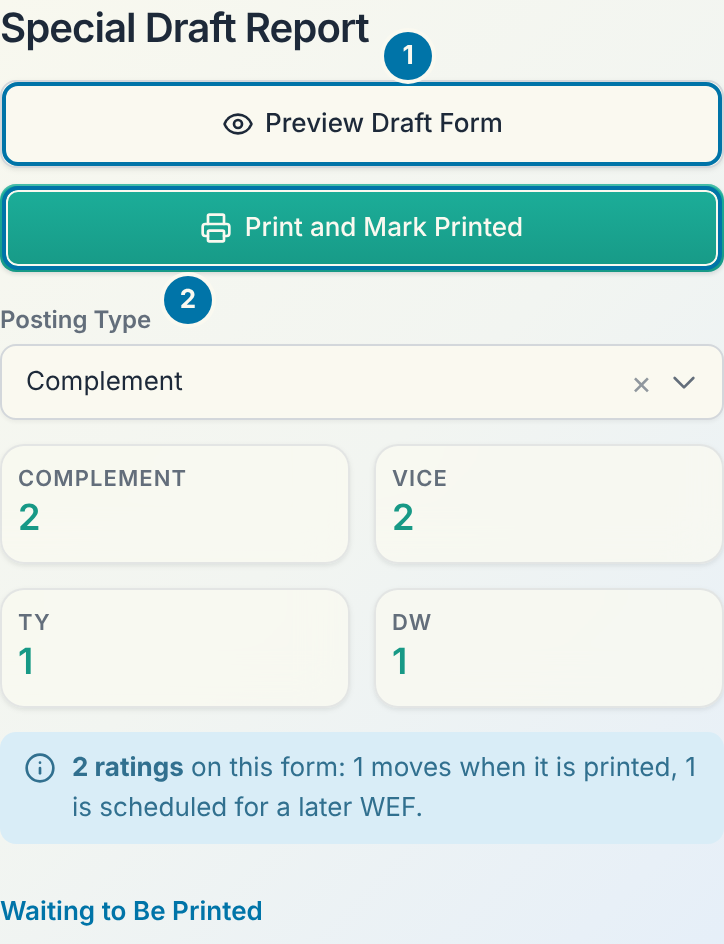 Special Draft Report
1
Preview Draft Form
Print and Mark Printed
2
Posting Type
Complement
COMPLEMENT
2
VICE
2
TY
1
DW
1
2 ratings on this form: 1 moves when it is printed, 1
is scheduled for a later WEF.
Waiting to Be Printed